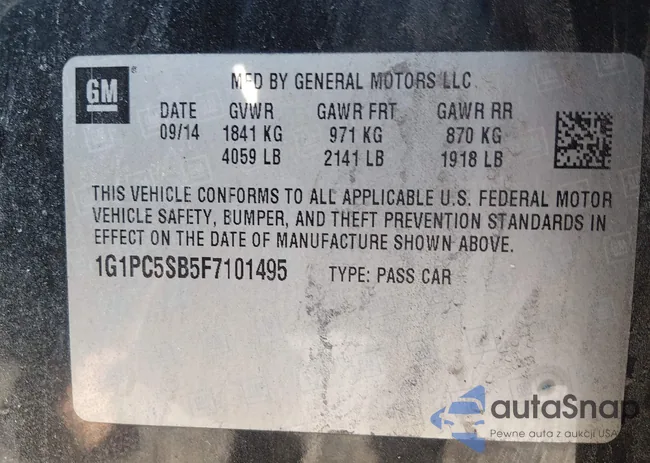 GM
MFD BY GENERAL MOTORS LLC
DATE GVWR GAWR FRT GAWR RR
09/14 1841 KG 971 KG 870 KG
4059 LB 2141 LB 1918 LB
THIS VEHICLE CONFORMS TO ALL APPLICABLE U.S. FEDERAL MOTOR
VEHICLE SAFETY, BUMPER, AND THEFT PREVENTION STANDARDS IN
EFFECT ON THE DATE OF MANUFACTURE SHOWN ABOVE.
1G1PC5SB5F7101495 TYPE: PASS CAR
autaSnap
Pewne auta z aukcji USA